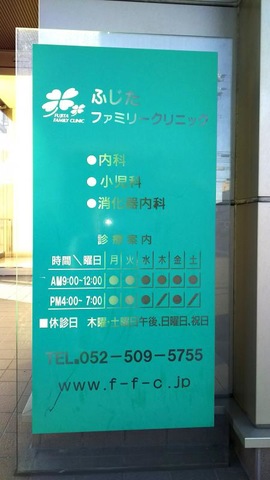 FUJITA
FAMILY CLINIC
ふじた
ファミリークリニック
●内科
●小児科
●消化器内科
診療案内
時間＼曜日 月 火 水 木 金 土
AM9:00-12:00 ● ● ● ● ● ●
PM4:00- 7:00 ● ● ● ／ ● ／
■休診日 木曜・土曜日午後、日曜日、祝日
TEL.052-509-5755
www.f-f-c.jp